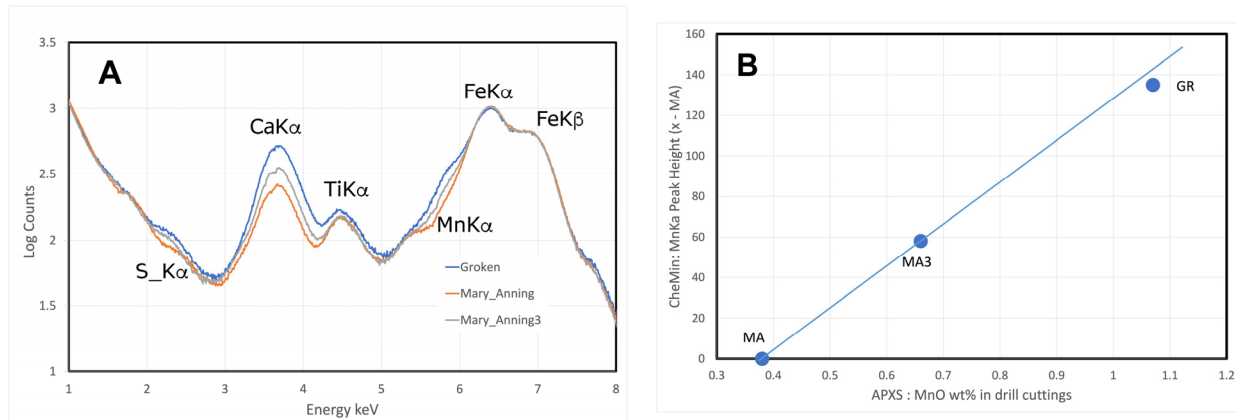 A
3.5
3
2.5
2
1.5
1
Log Counts
CaKα
TiKα
FeKα
FeKβ
MnKα
S_Kα
Groken
Mary_Anning
Mary_Anning3
1 2 3 4 5 6 7 8
Energy keV
B
160
140
120
100
80
60
40
20
0
CheMin: MnKa Peak Height (x - MA)
GR
MA3
MA
0.3 0.4 0.5 0.6 0.7 0.8 0.9 1 1.1 1.2
APXS : MnO wt% in drill cuttings